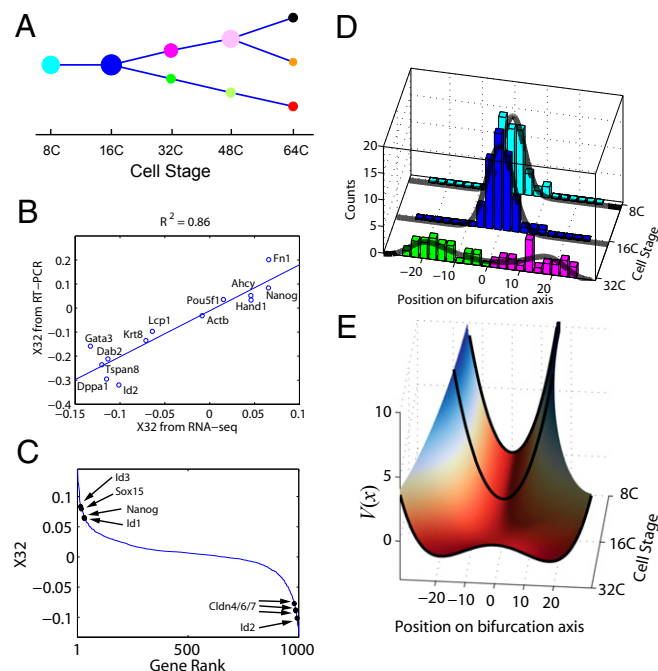 A
8C 16C 32C 48C 64C
Cell Stage
B
R² = 0.86
X32 from RT−PCR
0.2
0.1
0
−0.1
−0.2
−0.3
−0.4
Fn1
Ahcy
Nanog
Pou5f1
Hand1
Lcp1
Actb
Gata3
Krt8
Dab2
Tspan8
Dppa1
Id2
−0.15 −0.1 −0.05 0 0.05 0.1
X32 from RNA−seq
C
X32
0.1
0.05
0
−0.05
−0.1
Id3
Sox15
Nanog
Id1
Cldn4/6/7
Id2
1 500 1000
Gene Rank
D
Counts
20
15
10
5
0
−20 −10 0 10 20 30
8C
16C
32C
Cell Stage
Position on bifurcation axis
E
V(x)
10
5
0
−20 −10 0 10 20
8C
16C
32C
Cell Stage
Position on bifurcation axis